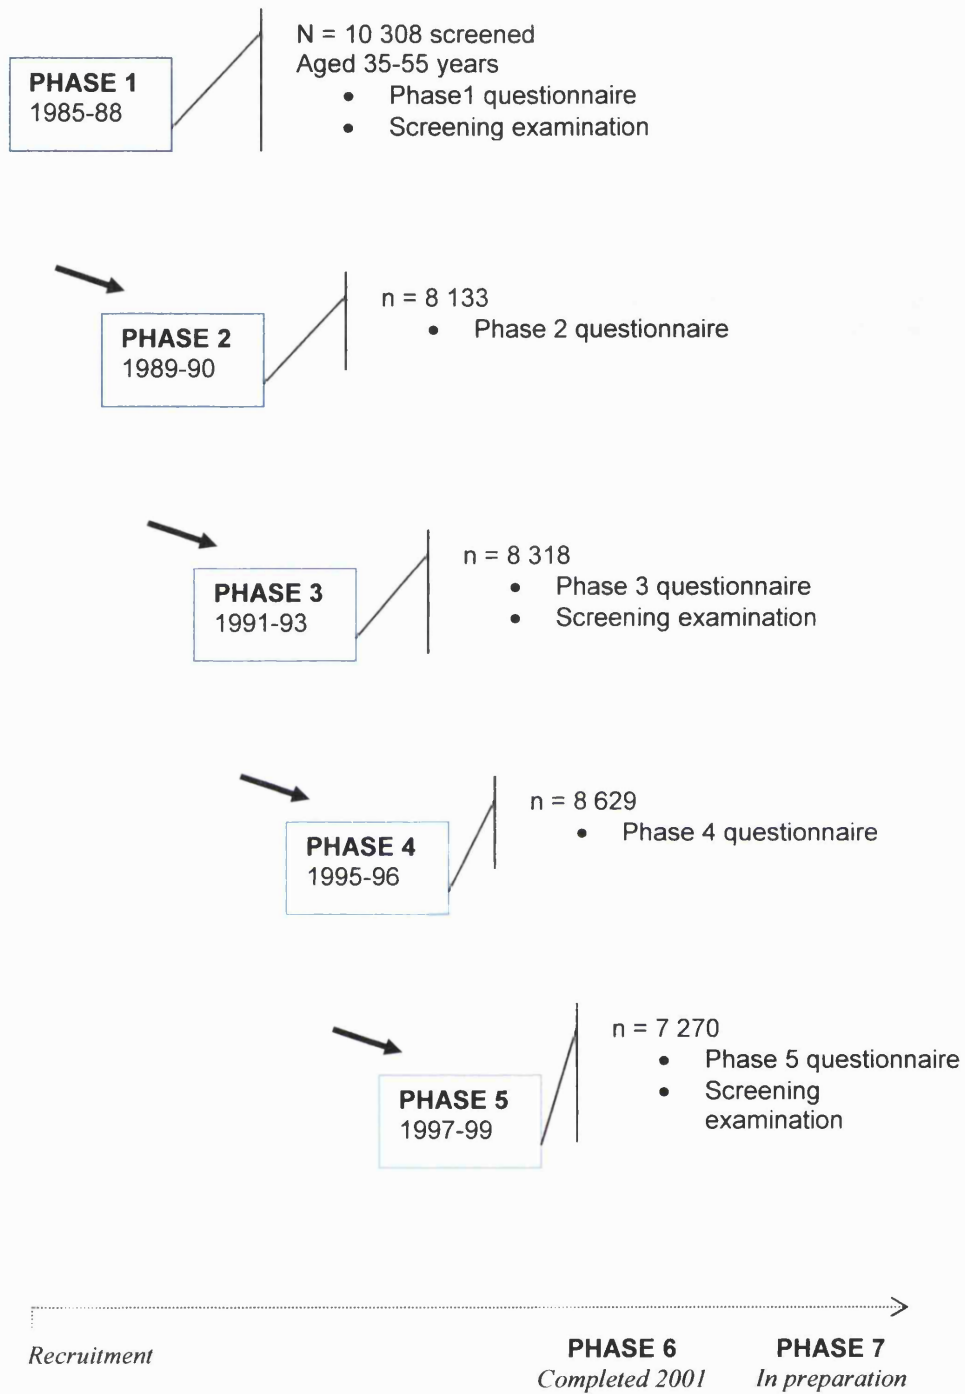 N = 10 308 screened
Aged 35-55 years
PHASE 1
1985-88
• Phase1 questionnaire
• Screening examination
PHASE 2
1989-90
n = 8 133
• Phase 2 questionnaire
PHASE 3
1991-93
n = 8 318
• Phase 3 questionnaire
• Screening examination
PHASE 4
1995-96
n = 8 629
• Phase 4 questionnaire
PHASE 5
1997-99
n = 7 270
• Phase 5 questionnaire
• Screening
examination
Recruitment
PHASE 6
Completed 2001
PHASE 7
In preparation